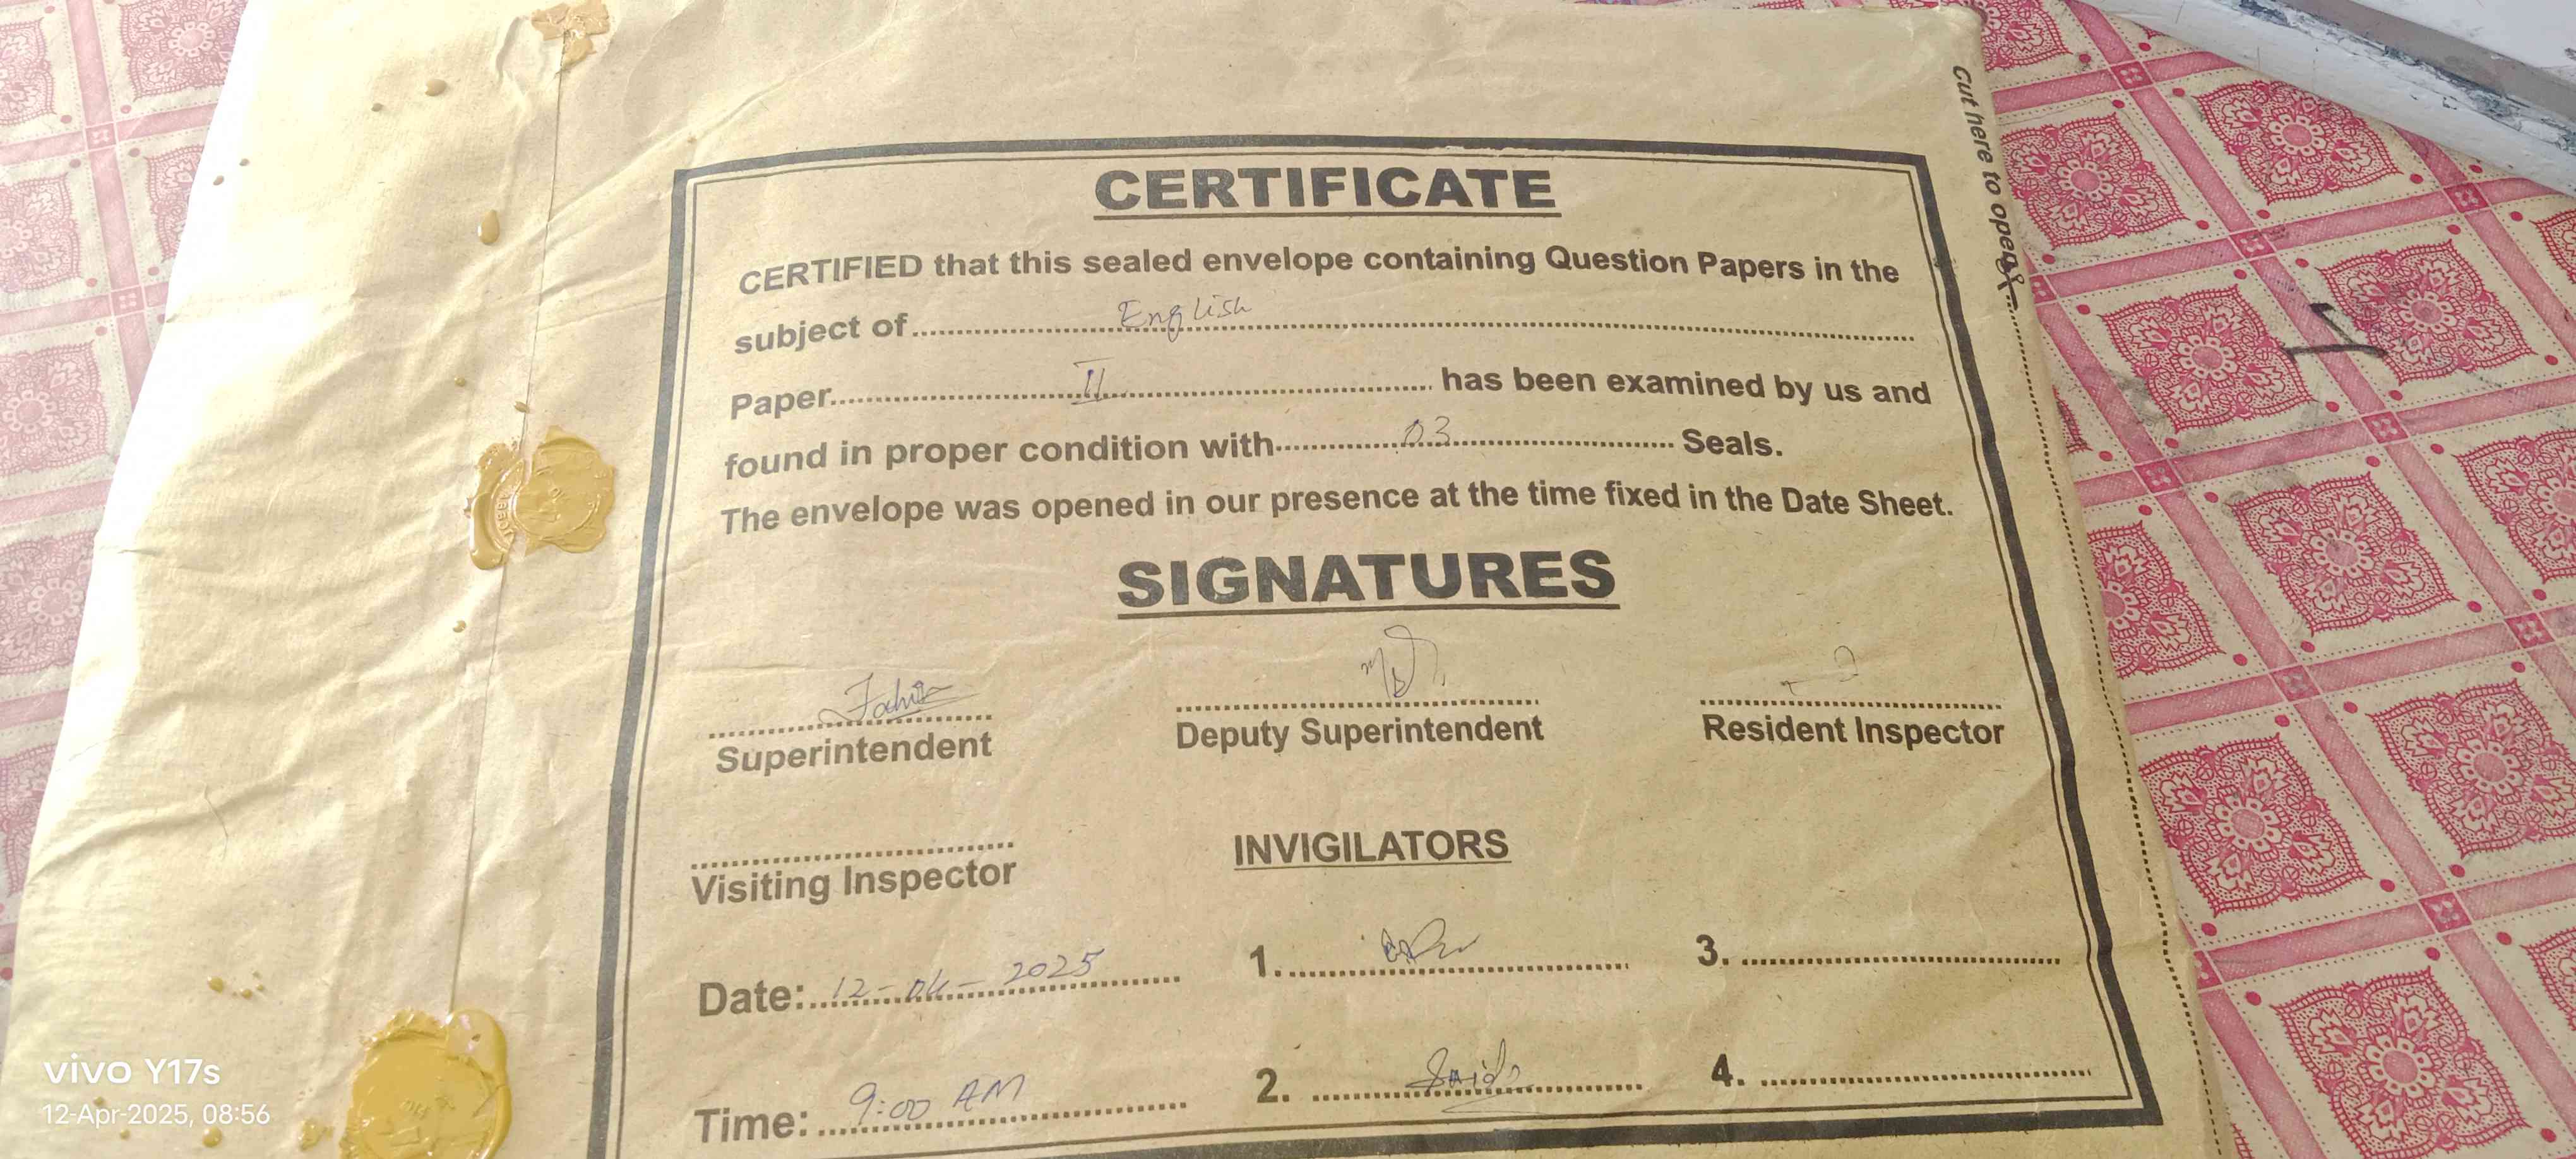 Cut here to open
CERTIFICATE
CERTIFIED that this sealed envelope containing Question Papers in the
subject of..........English..........
Paper..........II.......... has been examined by us and
found in proper condition with..........03.......... Seals.
The envelope was opened in our presence at the time fixed in the Date Sheet.
SIGNATURES
Superintendent Deputy Superintendent Resident Inspector
Visiting Inspector INVIGILATORS
Date: 12-04-2025 1. 3.
Time: 9:00 AM 2. 4.
vivo Y17s
12-Apr-2025, 08:56